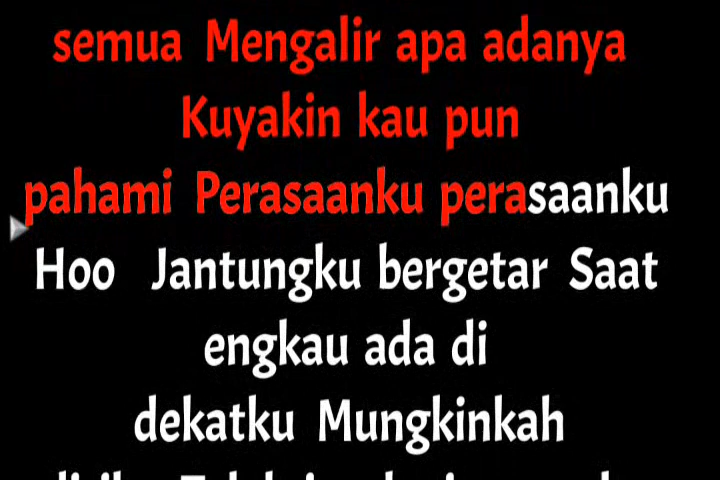 semua Mengalir apa adanya
Kuyakin kau pun
pahami Perasaanku perasaanku
Hoo Jantungku bergetar Saat
engkau ada di
dekatku Mungkinkah